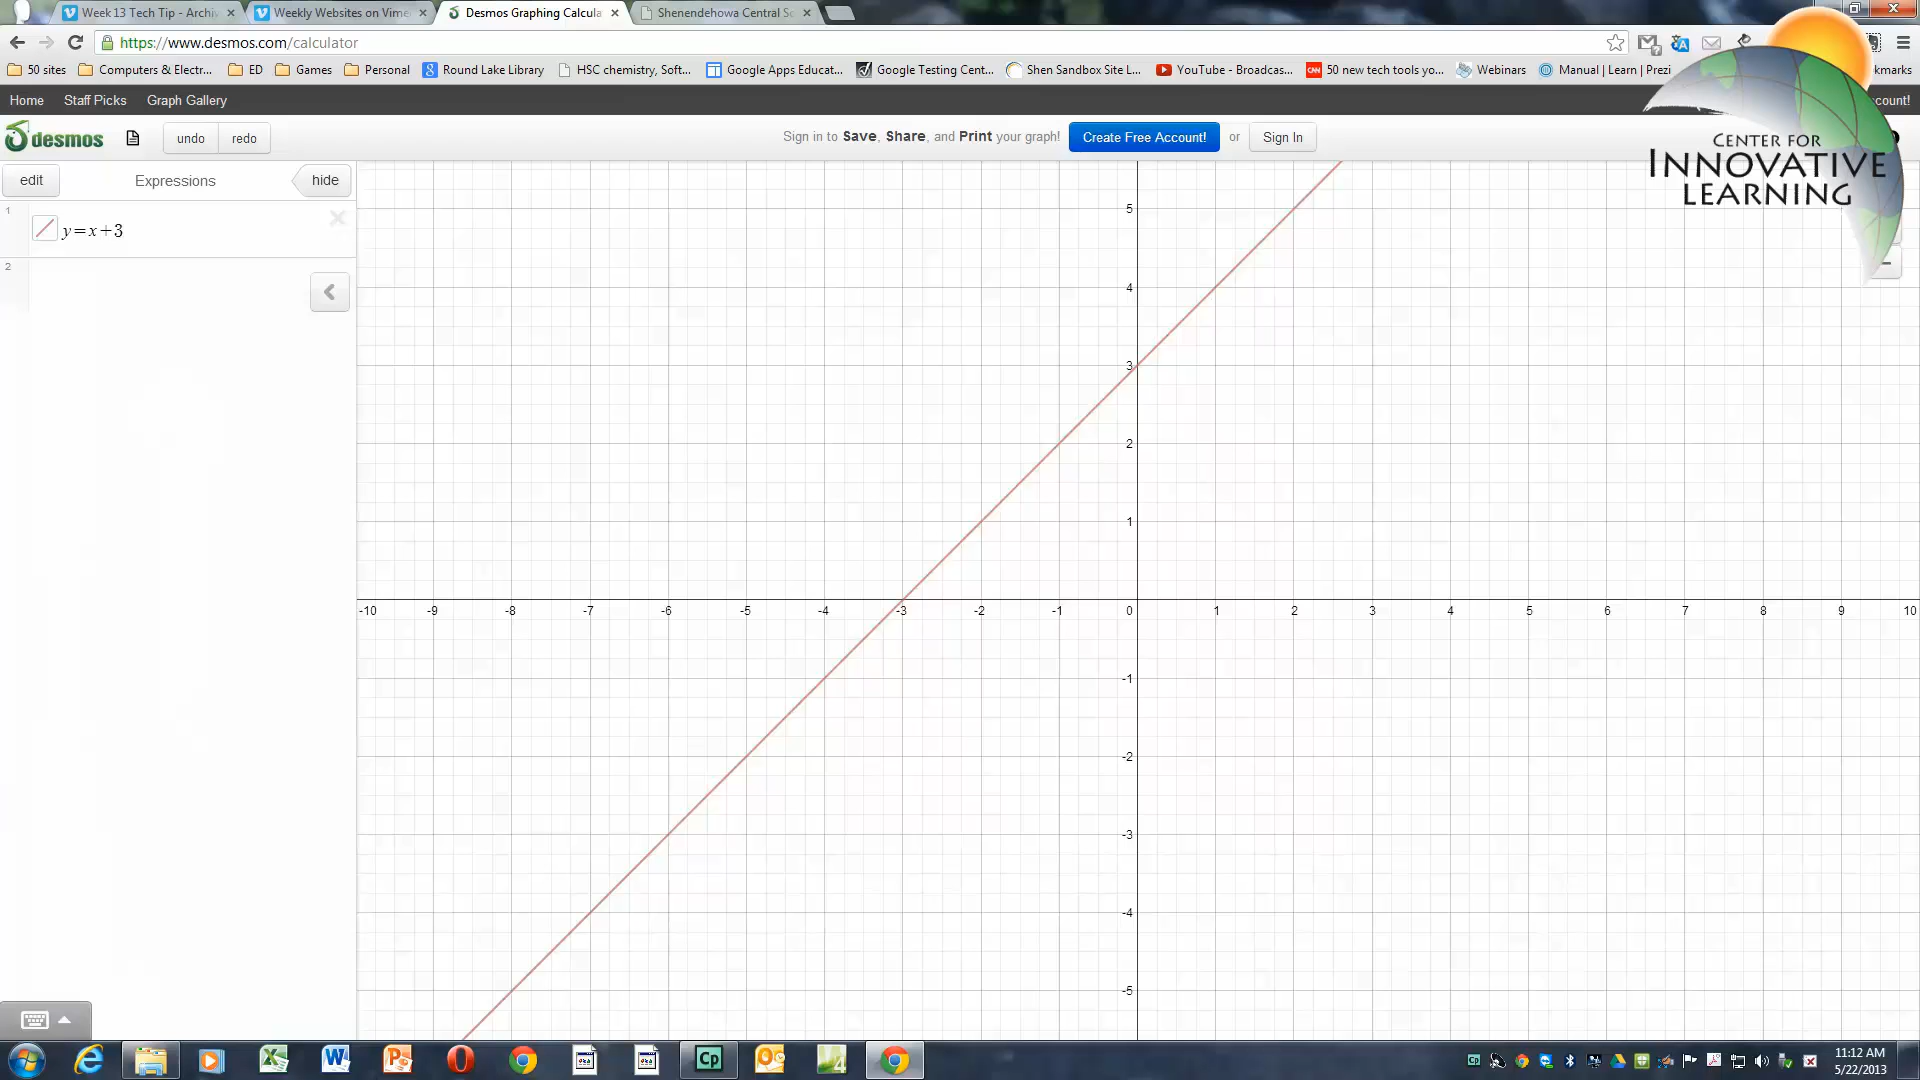 Week 13 Tech Tip - Archiv
Weekly Websites on Vime
Desmos Graphing Calcula
Shenendehowa Central Sc
https://www.desmos.com/calculator
50 sites
Computers & Electr...
ED
Games
Personal
Round Lake Library
HSC chemistry, Soft...
Google Apps Educat...
Google Testing Cent...
Shen Sandbox Site L...
YouTube - Broadcas...
50 new tech tools yo...
Webinars
Manual | Learn | Prezi
kmarks
Home Staff Picks Graph Gallery
count!
desmos
undo redo
Sign in to Save, Share, and Print your graph!
Create Free Account!
or
Sign In
CENTER FOR
INNOVATIVE
LEARNING
edit
Expressions
hide
1
y=x+3
2
5
4
3
2
1
-10 -9 -8 -7 -6 -5 -4 -3 -2 -1 0 1 2 3 4 5 6 7 8 9 10
-1
-2
-3
-4
-5
11:12 AM
5/22/2013